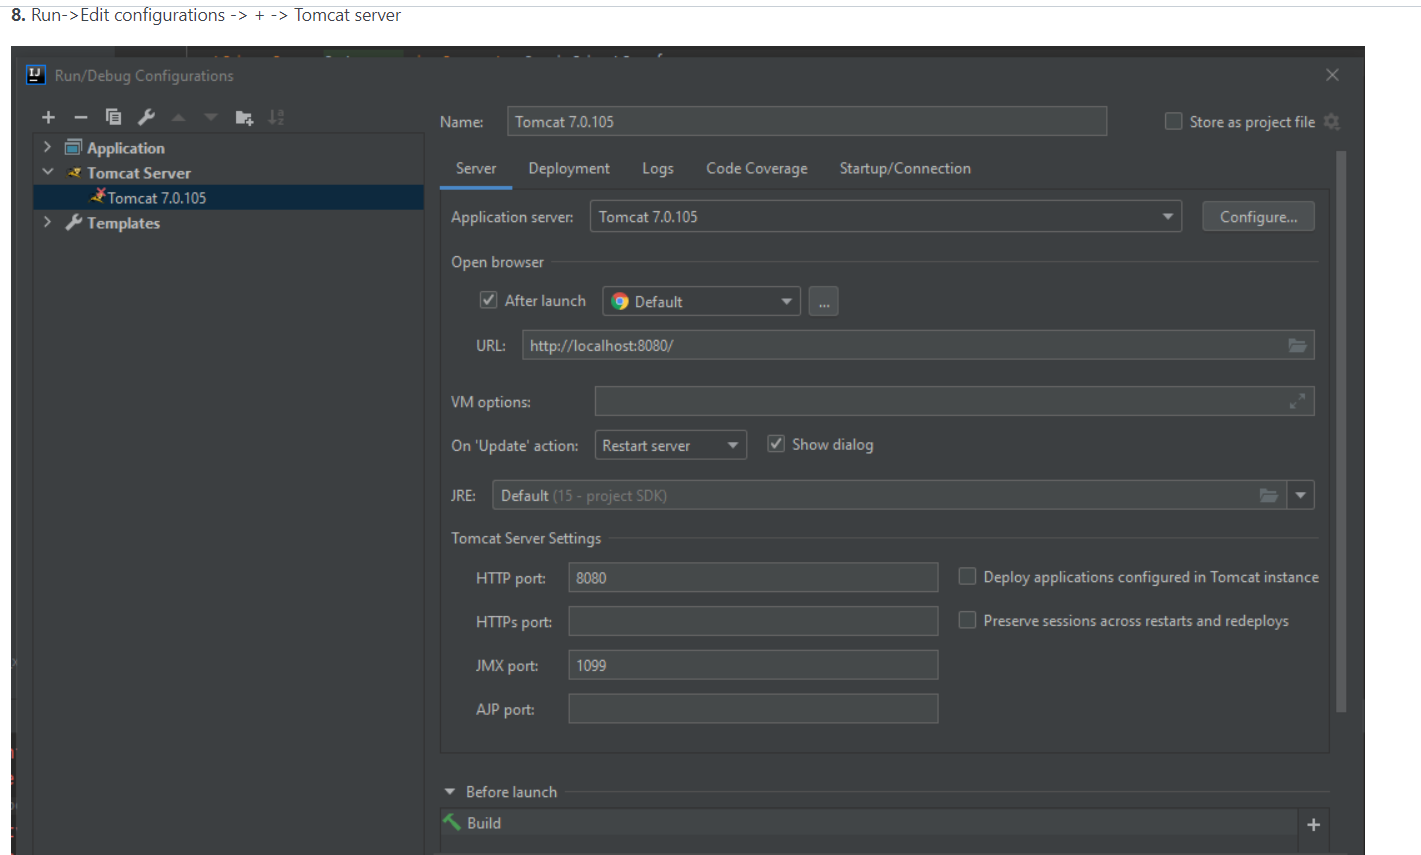 8. Run->Edit configurations -> + -> Tomcat server
Run/Debug Configurations
Name: Tomcat 7.0.105
Store as project file
Application
Tomcat Server
Tomcat 7.0.105
Templates
Server Deployment Logs Code Coverage Startup/Connection
Application server: Tomcat 7.0.105 Configure...
Open browser
After launch Default ...
URL: http://localhost:8080/
VM options:
On 'Update' action: Restart server Show dialog
JRE: Default (15 - project SDK)
Tomcat Server Settings
HTTP port: 8080 Deploy applications configured in Tomcat instance
HTTPs port: Preserve sessions across restarts and redeploys
JMX port: 1099
AJP port:
Before launch
Build